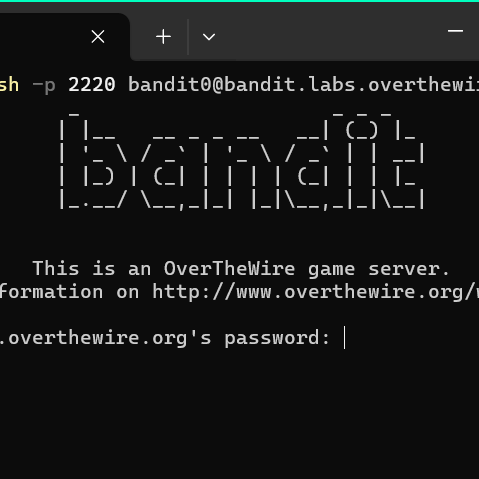 sh -p 2220 bandit0@bandit.labs.overthewi
bandit
This is an OverTheWire game server.
formation on http://www.overthewire.org/w
.overthewire.org's password: